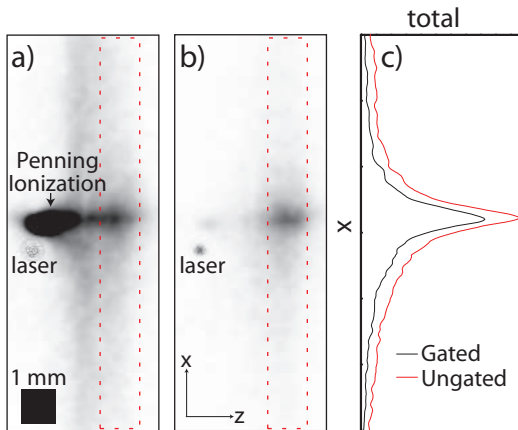 total
a)
b)
c)
Penning
Ionization
laser
laser
x
1 mm
x
z
Gated
Ungated